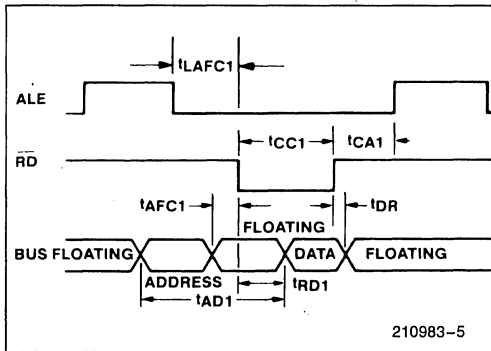 tLAFC1
ALE
tCC1 tCA1
RD
tAFC1 tDR
FLOATING
BUS FLOATING DATA FLOATING
ADDRESS tRD1
tAD1
210983-5